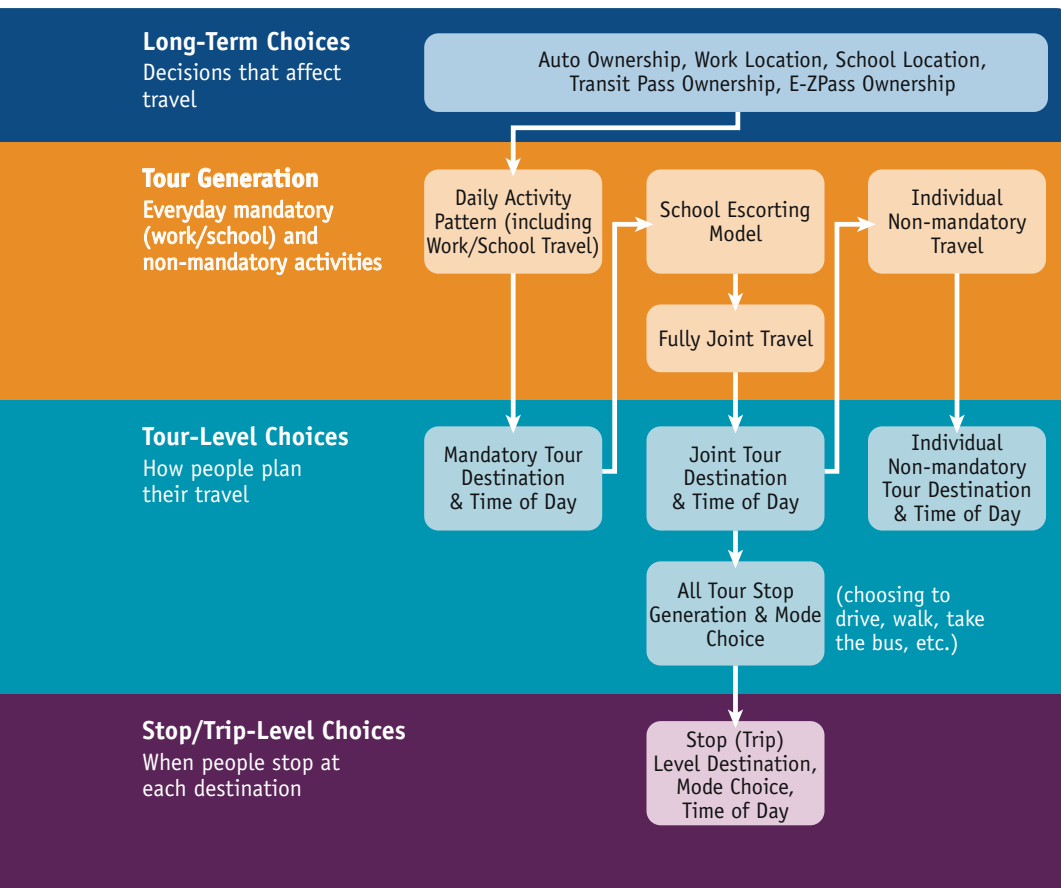 Long-Term Choices
Decisions that affect
travel
Auto Ownership, Work Location, School Location,
Transit Pass Ownership, E-ZPass Ownership
Tour Generation
Everyday mandatory
(work/school) and
non-mandatory activities
Daily Activity
Pattern (including
Work/School Travel)
School Escorting
Model
Individual
Non-mandatory
Travel
Fully Joint Travel
Tour-Level Choices
How people plan
their travel
Mandatory Tour
Destination
& Time of Day
Joint Tour
Destination
& Time of Day
Individual
Non-mandatory
Tour Destination
& Time of Day
All Tour Stop
Generation & Mode
Choice
(choosing to
drive, walk, take
the bus, etc.)
Stop/Trip-Level Choices
When people stop at
each destination
Stop (Trip)
Level Destination,
Mode Choice,
Time of Day